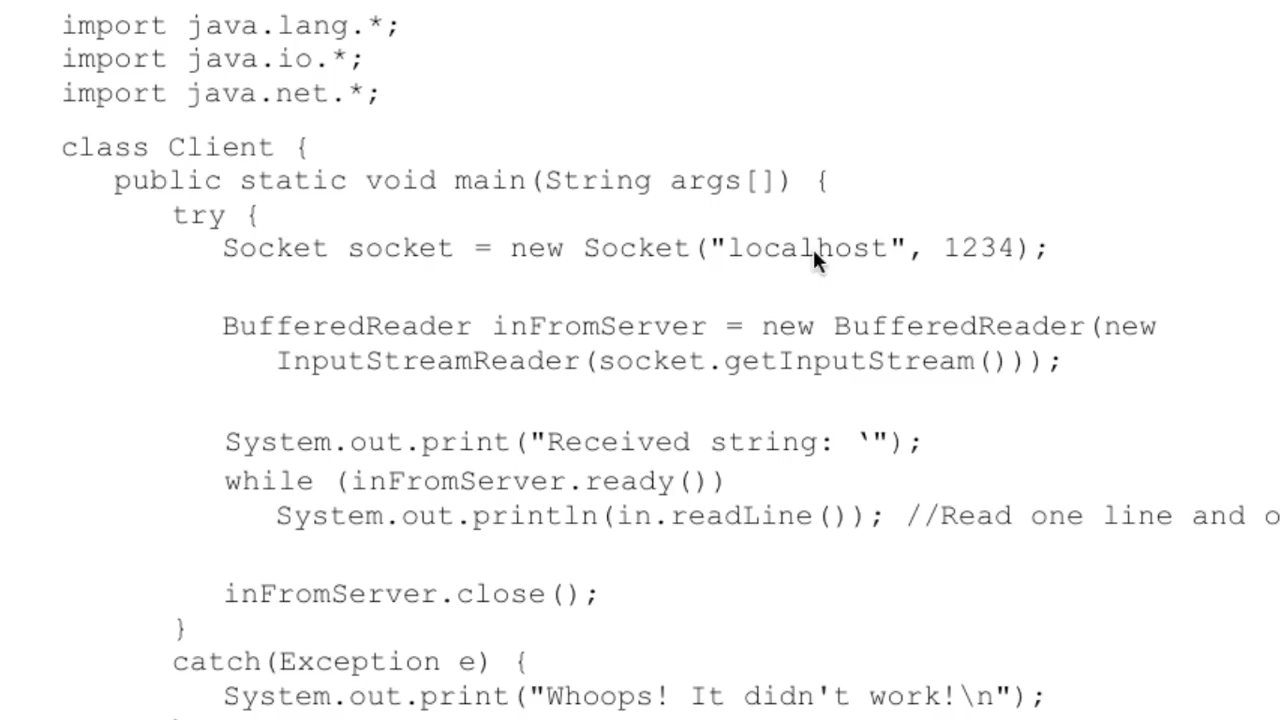 import java.lang.*;
import java.io.*;
import java.net.*;
class Client {
public static void main(String args[]) {
try {
Socket socket = new Socket("localhost", 1234);
BufferedReader inFromServer = new BufferedReader(new
InputStreamReader(socket.getInputStream()));
System.out.print("Received string: ‘");
while (inFromServer.ready())
System.out.println(in.readLine()); //Read one line and o
inFromServer.close();
}
catch(Exception e) {
System.out.print("Whoops! It didn't work!\n");